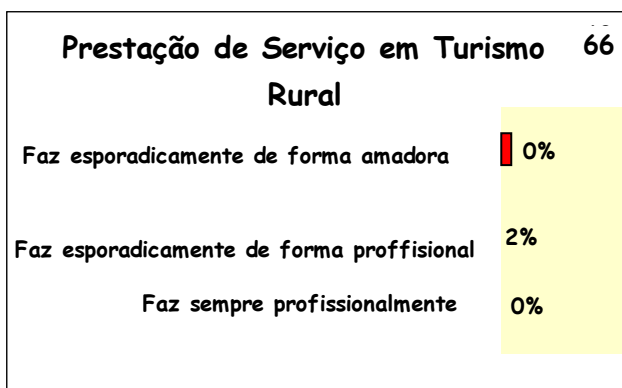 Prestação de Serviço em Turismo
Rural
66
Faz esporadicamente de forma amadora 0%
Faz esporadicamente de forma proffisional 2%
Faz sempre profissionalmente 0%